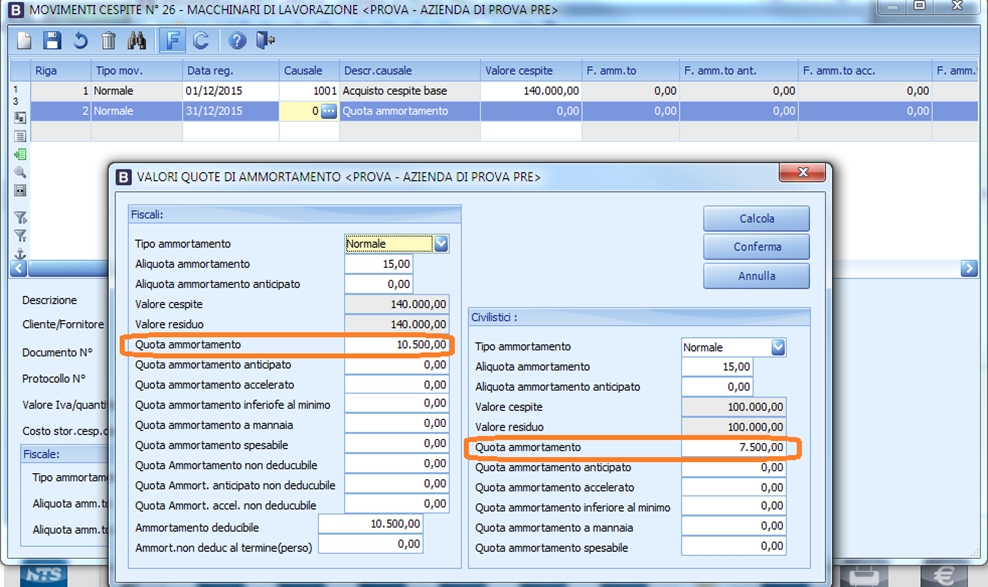 B MOVIMENTI CESPITE N° 26 - MACCHINARI DI LAVORAZIONE <PROVA - AZIENDA DI PROVA PRE>
F C ?
Riga Tipo mov. Data reg. Causale Descr.causale Valore cespite F. amm.to F. amm.to ant. F. amm.to acc. F. amm.
1 1 Normale 01/12/2015 1001 Acquisto cespite base 140.000,00 0,00 0,00 0,00
3 2 Normale 31/12/2015 0 ... Quota ammortamento 0,00 0,00 0,00 0,00
B VALORI QUOTE DI AMMORTAMENTO <PROVA - AZIENDA DI PROVA PRE>
Fiscali:
Tipo ammortamento Normale
Aliquota ammortamento 15,00
Aliquota ammortamento anticipato 0,00
Valore cespite 140.000,00
Valore residuo 140.000,00
Quota ammortamento 10.500,00
Quota ammortamento anticipato 0,00
Quota ammortamento accelerato 0,00
Quota ammortamento inferiofe al minimo 0,00
Quota ammortamento a mannaia 0,00
Quota ammortamento spesabile 0,00
Quota Ammortamento non deducubile 0,00
Quota Ammort. anticipato non deducubile 0,00
Quota Ammort. accel. non deducubile 0,00
Ammortamento deducibile 10.500,00
Ammort.non deduc al termine(perso) 0,00
Calcola
Conferma
Annulla
Civilistici :
Tipo ammortamento Normale
Aliquota ammortamento 15,00
Aliquota ammortamento anticipato 0,00
Valore cespite 100.000,00
Valore residuo 100.000,00
Quota ammortamento 7.500,00
Quota ammortamento anticipato 0,00
Quota ammortamento accelerato 0,00
Quota ammortamento inferiore al minimo 0,00
Quota ammortamento a mannaia 0,00
Quota ammortamento spesabile 0,00
Descrizione
Cliente/Fornitore
Documento N°
Protocollo N°
Valore Iva/quanti
Costo stor.cesp.d
Fiscale:
Tipo ammortame
Aliquota amm.to
Aliquota amm.to
NTS €